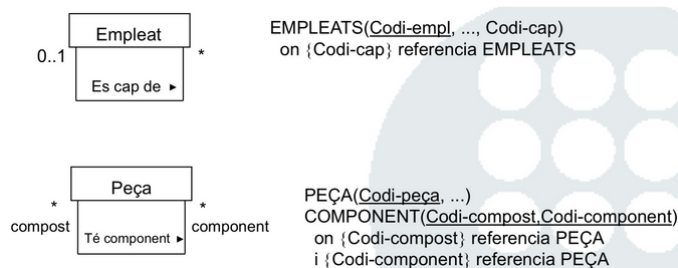 Empleat
0..1
*
Es cap de ►
EMPLEATS(Codi-empl, ..., Codi-cap)
on {Codi-cap} referencia EMPLEATS
Peça
*
*
compost
component
Té component ►
PEÇA(Codi-peça, ...)
COMPONENT(Codi-compost,Codi-component)
on {Codi-compost} referencia PEÇA
i {Codi-component} referencia PEÇA